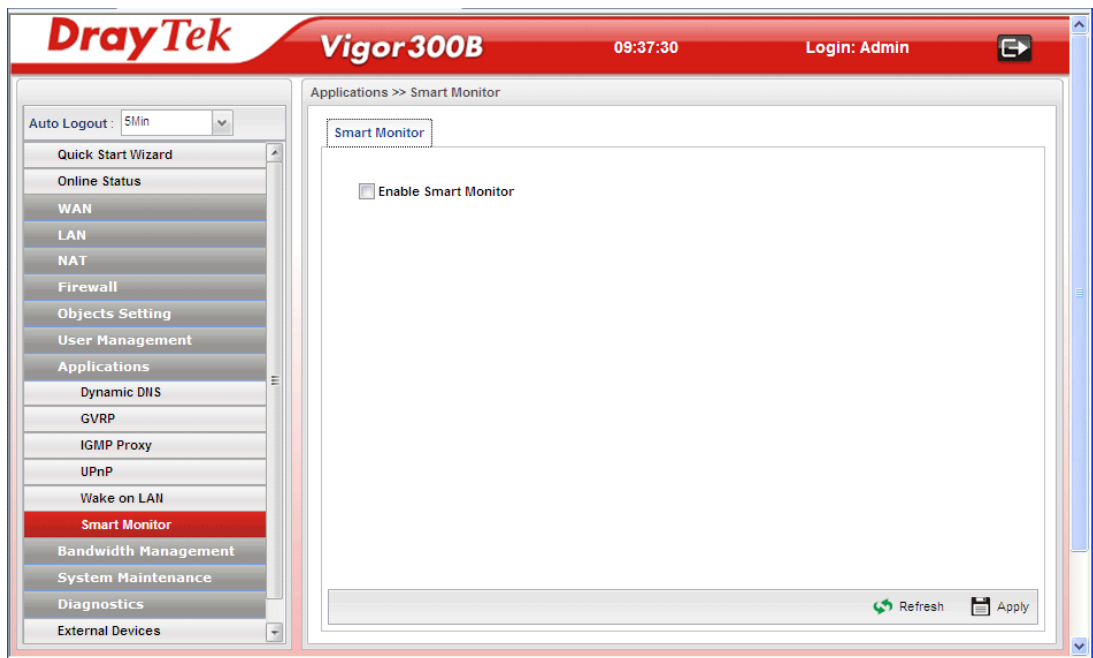 DrayTek
Vigor300B
09:37:30
Login: Admin
Auto Logout : 5Min
Quick Start Wizard
Online Status
WAN
LAN
NAT
Firewall
Objects Setting
User Management
Applications
Dynamic DNS
GVRP
IGMP Proxy
UPnP
Wake on LAN
Smart Monitor
Bandwidth Management
System Maintenance
Diagnostics
External Devices
Applications >> Smart Monitor
Smart Monitor
Enable Smart Monitor
Refresh
Apply